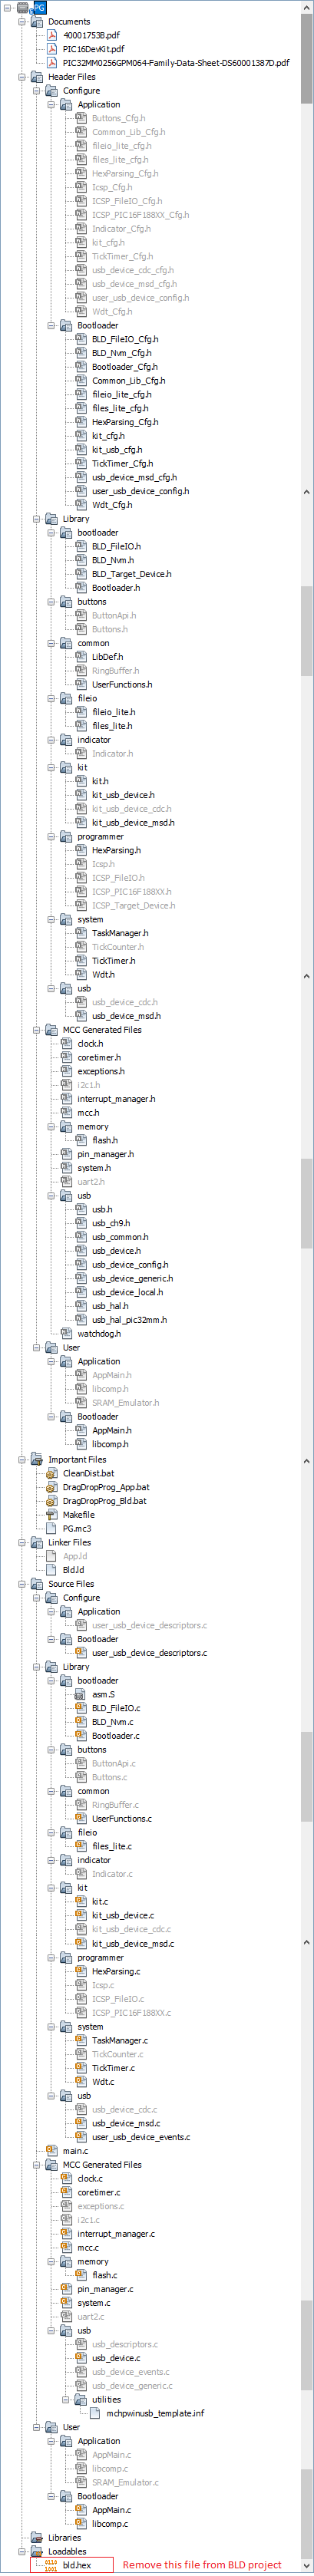 PG
Documents
40001753B.pdf
PIC16DevKit.pdf
PIC32MM0256GPM064-Family-Data-Sheet-DS60001387D.pdf
Header Files
Configure
Application
Buttons_Cfg.h
Common_Lib_Cfg.h
fileio_lite_Cfg.h
files_lite_Cfg.h
HexParsing_Cfg.h
Icsp_Cfg.h
ICSP_FileIO_Cfg.h
ICSP_PIC16F188XX_Cfg.h
Indicator_Cfg.h
kit_cfg.h
TickTimer_Cfg.h
usb_device_cdc_cfg.h
usb_device_msd_cfg.h
user_usb_device_config.h
Wdt_Cfg.h
Bootloader
BLD_FileIO_Cfg.h
BLD_Nvm_Cfg.h
Bootloader_Cfg.h
Common_Lib_Cfg.h
fileio_lite_cfg.h
files_lite_Cfg.h
HexParsing_Cfg.h
kit_cfg.h
kit_usb_cfg.h
TickTimer_Cfg.h
usb_device_msd_cfg.h
user_usb_device_config.h
Wdt_Cfg.h
Library
bootloader
BLD_FileIO.h
BLD_Nvm.h
BLD_Target_Device.h
Bootloader.h
buttons
ButtonApi.h
Buttons.h
common
LibDef.h
RingBuffer.h
UserFunctions.h
fileio
fileio_lite.h
files_lite.h
indicator
Indicator.h
kit
kit.h
kit_usb_device.h
kit_usb_device_cdc.h
kit_usb_device_msd.h
programmer
HexParsing.h
Icsp.h
ICSP_FileIO.h
ICSP_PIC16F188XX.h
ICSP_Target_Device.h
system
TaskManager.h
TickCounter.h
TickTimer.h
Wdt.h
usb
usb_device_cdc.h
usb_device_msd.h
MCC Generated Files
clock.h
coretimer.h
exceptions.h
i2c1.h
interrupt_manager.h
mcc.h
memory
flash.h
pin_manager.h
system.h
uart2.h
usb
usb.h
usb_ch9.h
usb_common.h
usb_device.h
usb_device_config.h
usb_device_generic.h
usb_device_local.h
usb_hal.h
usb_hal_pic32mm.h
watchdog.h
User
Application
AppMain.h
libcomp.h
SRAM_Emulator.h
Bootloader
AppMain.h
libcomp.h
Important Files
CleanDist.bat
DragDropProg_App.bat
DragDropProg_Bld.bat
Makefile
PG.mc3
Linker Files
App.ld
Bld.ld
Source Files
Configure
Application
user_usb_device_descriptors.c
Bootloader
user_usb_device_descriptors.c
Library
bootloader
asm.S
BLD_FileIO.c
BLD_Nvm.c
Bootloader.c
buttons
ButtonApi.c
Buttons.c
common
RingBuffer.c
UserFunctions.c
fileio
files_lite.c
indicator
Indicator.c
kit
kit.c
kit_usb_device.c
kit_usb_device_cdc.c
kit_usb_device_msd.c
programmer
HexParsing.c
Icsp.c
ICSP_FileIO.c
ICSP_PIC16F188XX.c
system
TaskManager.c
TickCounter.c
TickTimer.c
Wdt.c
usb
usb_device_cdc.c
usb_device_msd.c
user_usb_device_events.c
main.c
MCC Generated Files
clock.c
coretimer.c
exceptions.c
i2c1.c
interrupt_manager.c
mcc.c
memory
flash.c
pin_manager.c
system.c
uart2.c
usb
usb_descriptors.c
usb_device.c
usb_device_events.c
usb_device_generic.c
utilities
mchpwinusb_template.inf
User
Application
AppMain.c
libcomp.c
SRAM_Emulator.c
Bootloader
AppMain.c
libcomp.c
Libraries
Loadables
bld.hex Remove this file from BLD project